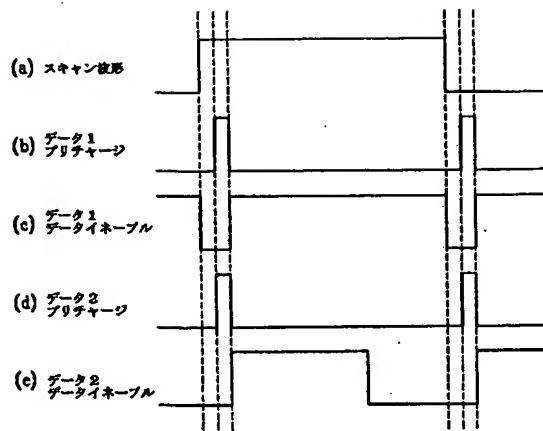 (a) スキャン波形
(b) データ1
プリチャージ
(c) データ1
データイネーブル
(d) データ2
プリチャージ
(e) データ2
データイネーブル